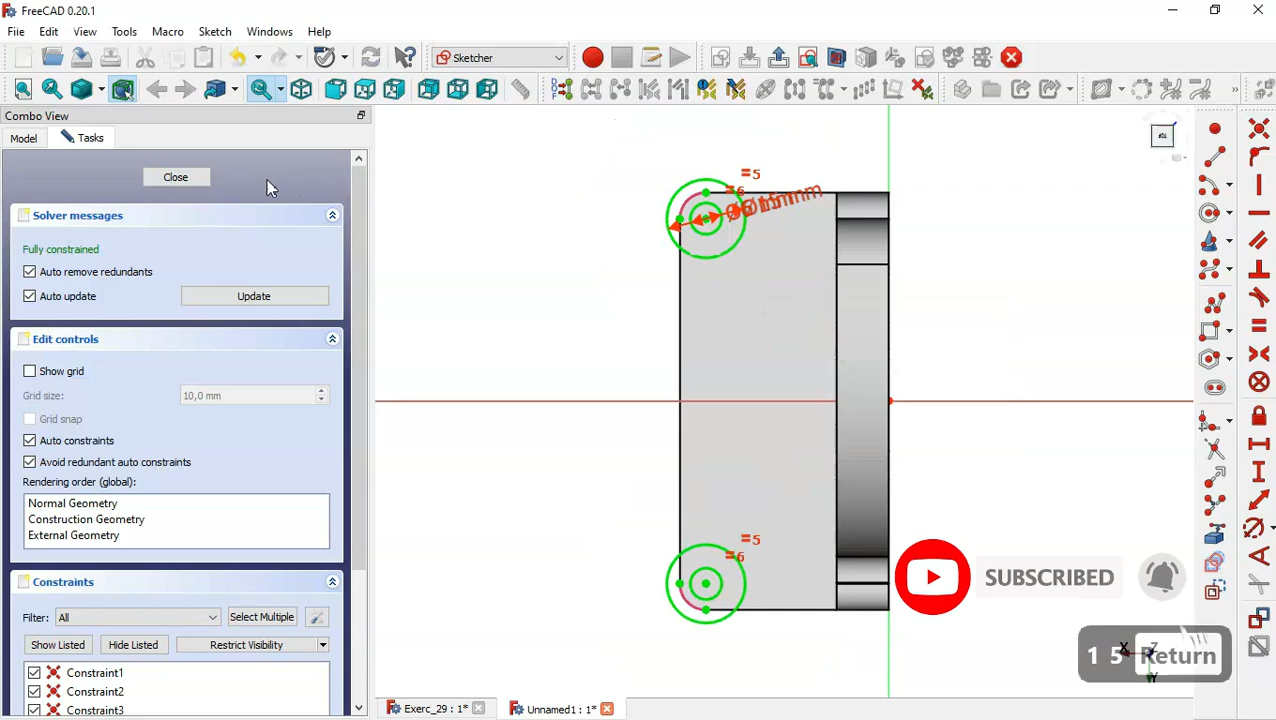 FreeCAD 0.20.1
File Edit View Tools Macro Sketch Windows Help
Sketcher
Combo View
Model Tasks
Close
Solver messages
Fully constrained
Auto remove redundants
Auto update Update
Edit controls
Show grid
Grid size: 10,0 mm
Grid snap
Auto constraints
Avoid redundant auto constraints
Rendering order (global):
Normal Geometry
Construction Geometry
External Geometry
Constraints
Filter: All Select Multiple
Show Listed Hide Listed Restrict Visibility
Constraint1
Constraint2
Constraint3
=5
=6
=5
=6
SUBSCRIBED
1 5 Return
X Z
Y
Exerc_29 : 1* Unnamed1 : 1*